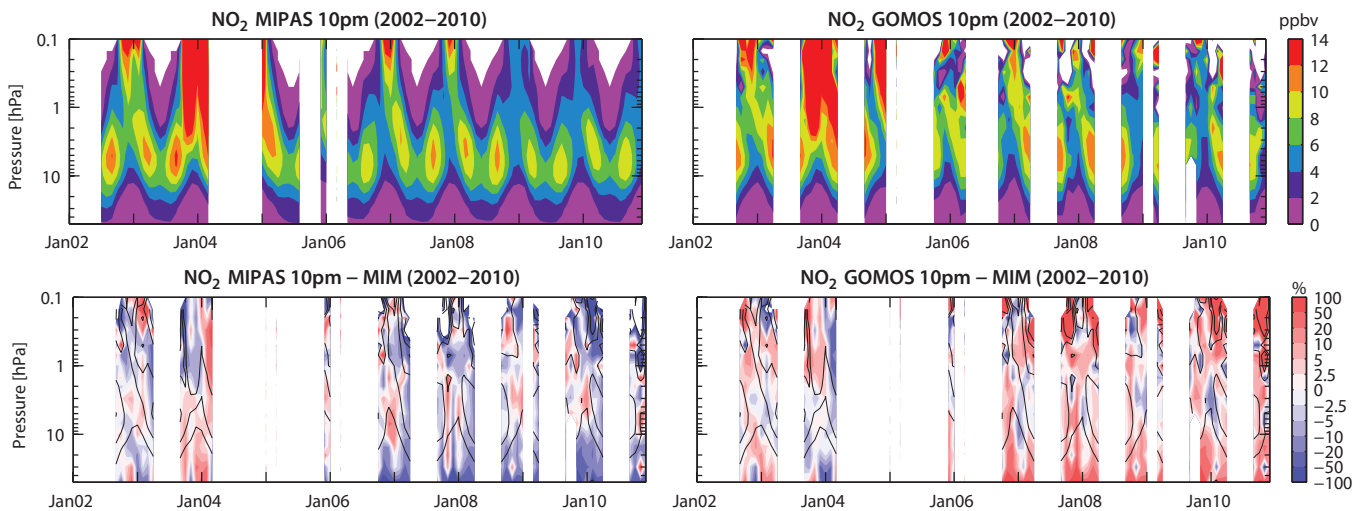 NO₂ MIPAS 10pm (2002−2010)
NO₂ GOMOS 10pm (2002−2010)
ppbv
0.1
1
10
Pressure [hPa]
Jan02 Jan04 Jan06 Jan08 Jan10
Jan02 Jan04 Jan06 Jan08 Jan10
14
12
10
8
6
4
2
0
NO₂ MIPAS 10pm − MIM (2002−2010)
NO₂ GOMOS 10pm − MIM (2002−2010)
%
0.1
1
10
Pressure [hPa]
Jan02 Jan04 Jan06 Jan08 Jan10
Jan02 Jan04 Jan06 Jan08 Jan10
100
50
20
10
5
2.5
0
−2.5
−5
−10
−20
−50
−100